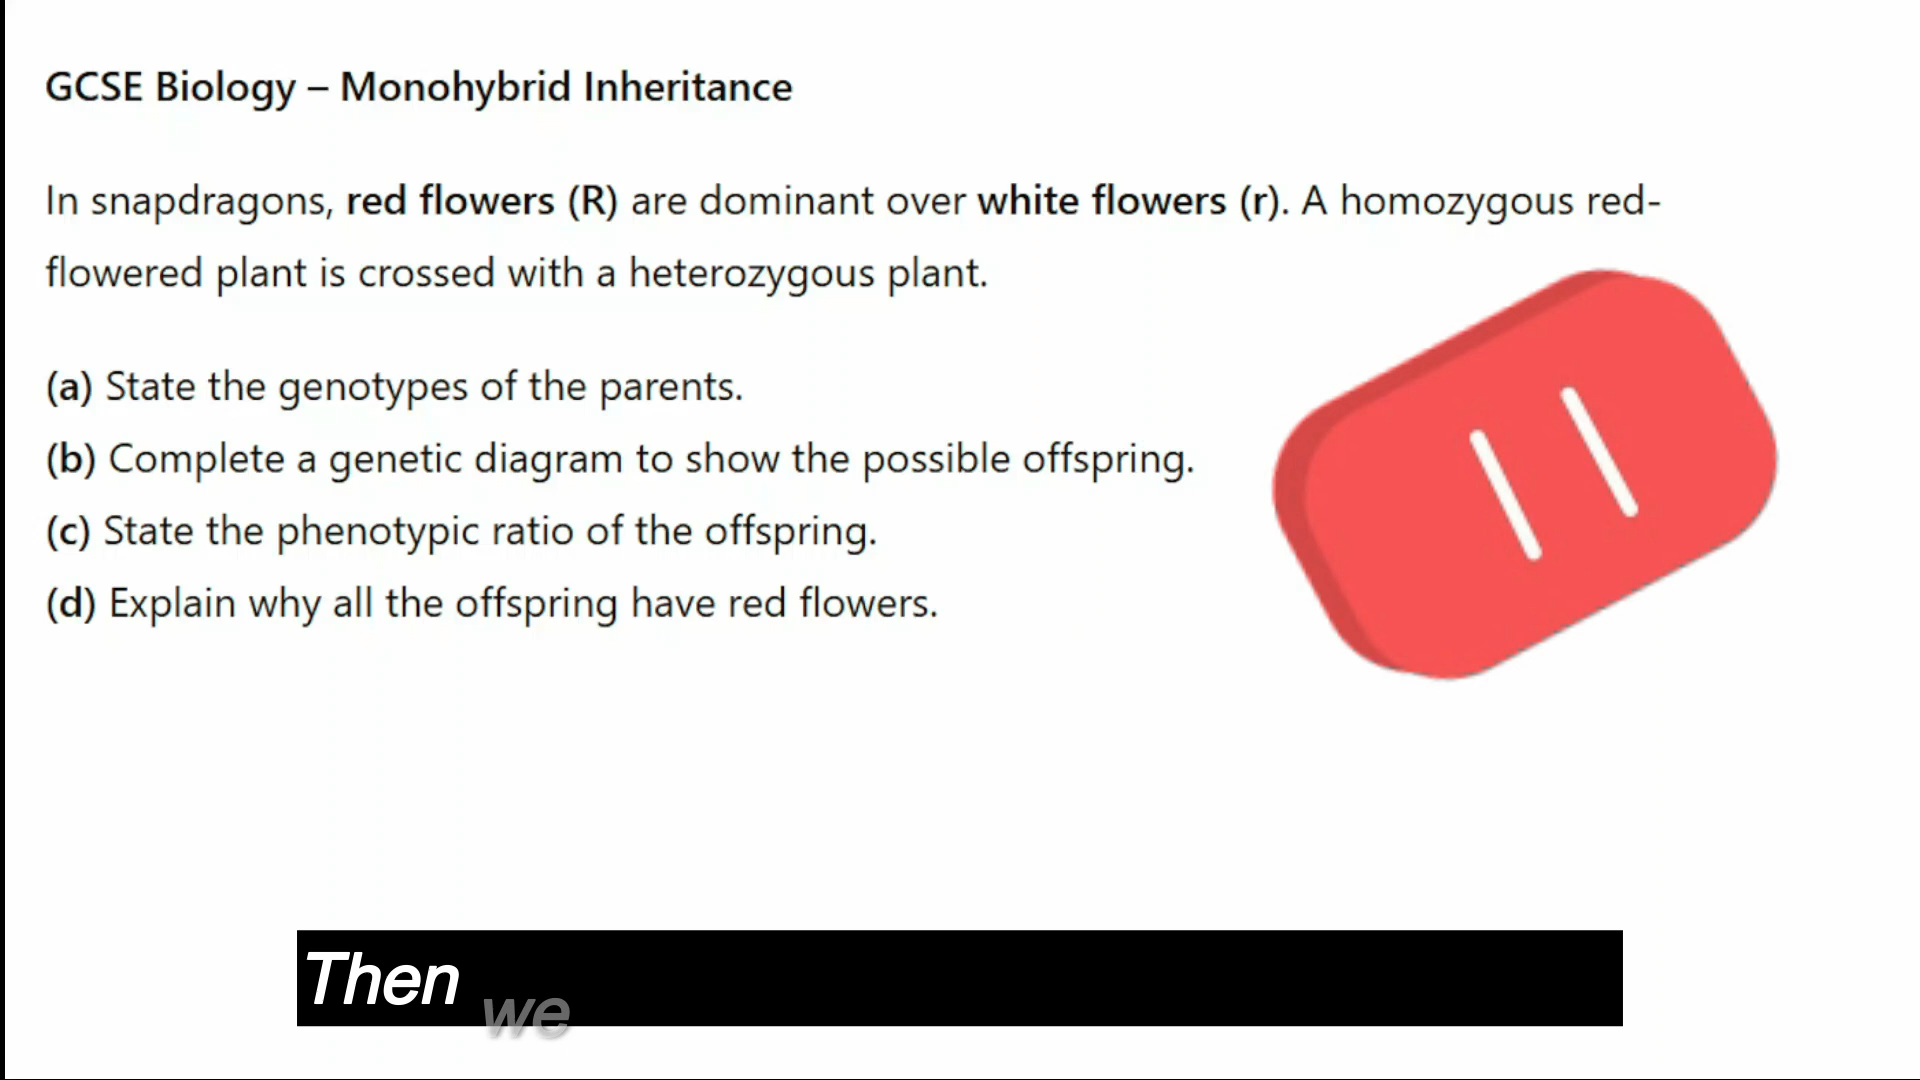 GCSE Biology – Monohybrid Inheritance
In snapdragons, red flowers (R) are dominant over white flowers (r). A homozygous red-
flowered plant is crossed with a heterozygous plant.
(a) State the genotypes of the parents.
(b) Complete a genetic diagram to show the possible offspring.
(c) State the phenotypic ratio of the offspring.
(d) Explain why all the offspring have red flowers.
Then we